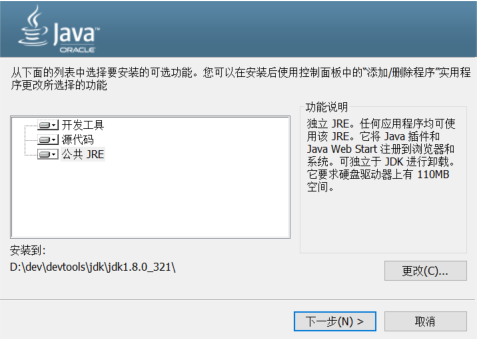 Java
ORACLE
从下面的列表中选择要安装的可选功能。您可以在安装后使用控制面板中的“添加/删除程序”实用程
序更改所选择的功能
功能说明
开发工具
源代码
公共 JRE
独立 JRE。任何应用程序均可使
用该 JRE。它将 Java 插件和
Java Web Start 注册到浏览器和
系统。可独立于 JDK 进行卸载。
它要求硬盘驱动器上有 110MB
空间。
安装到:
D:\dev\devtools\jdk\jdk1.8.0_321\
更改(C)...
下一步(N) >
取消